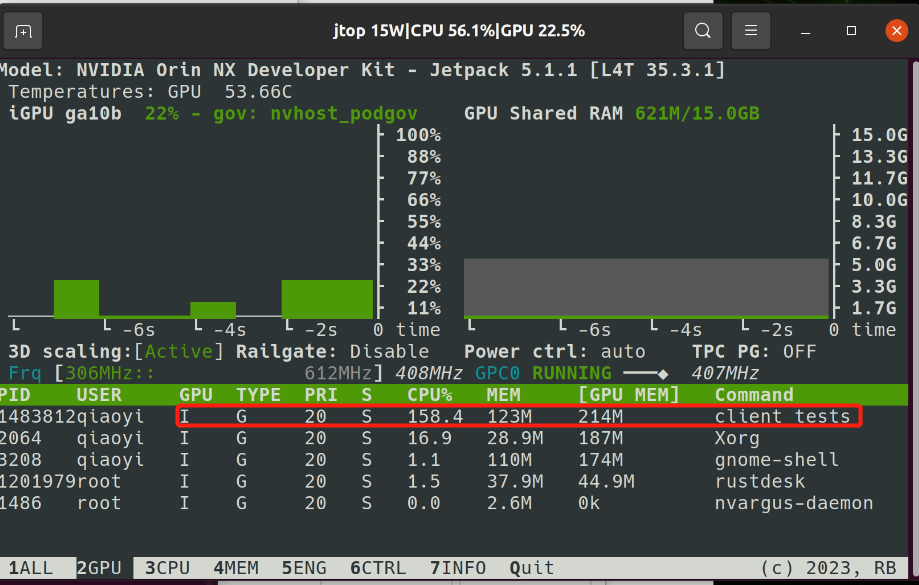 jtop 15W|CPU 56.1%|GPU 22.5%
Model: NVIDIA Orin NX Developer Kit - Jetpack 5.1.1 [L4T 35.3.1]
Temperatures: GPU 53.66C
iGPU ga10b 22% - gov: nvhost_podgov GPU Shared RAM 621M/15.0GB
100% 15.0G
88% 13.3G
77% 11.7G
66% 10.0G
55% 8.3G
44% 6.7G
33% 5.0G
22% 3.3G
11% 1.7G
-6s -4s -2s 0 time -6s -4s -2s 0 time
3D scaling:[Active] Railgate: Disable Power ctrl: auto TPC PG: OFF
Frq [306MHz:: 612MHz] 408MHz GPC0 RUNNING 407MHz
PID USER GPU TYPE PRI S CPU% MEM [GPU MEM] Command
1483812qiaoyi I G 20 S 158.4 123M 214M client_tests
2064 qiaoyi I G 20 S 16.9 28.9M 187M Xorg
3208 qiaoyi I G 20 S 1.1 110M 174M gnome-shell
1201979root I G 20 S 1.5 37.9M 44.9M rustdesk
1486 root I G 20 S 0.0 2.6M 0k nvargus-daemon
1ALL 2GPU 3CPU 4MEM 5ENG 6CTRL 7INFO Quit (c) 2023, RB